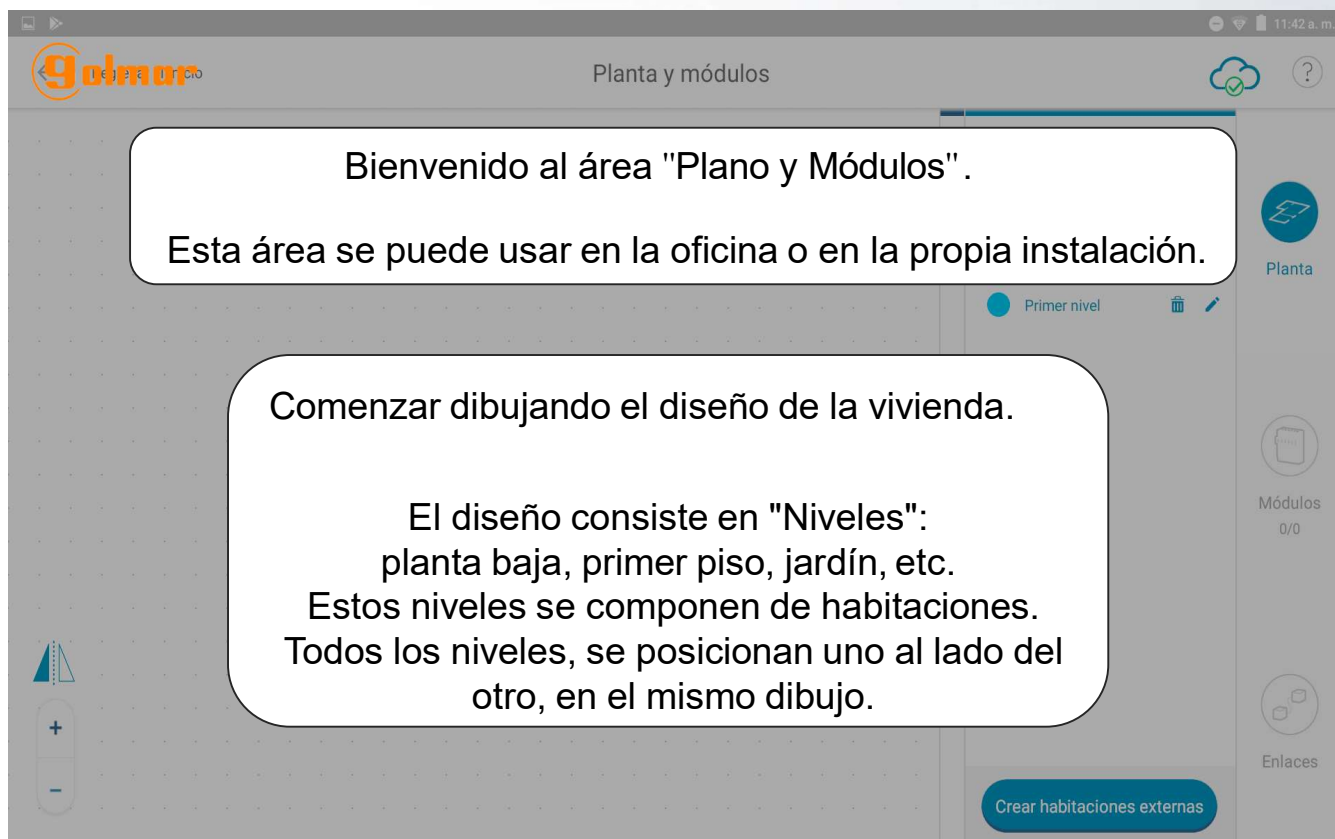 11:42 a. m.
golmar
Planta y módulos
?
Bienvenido al área "Plano y Módulos".
Esta área se puede usar en la oficina o en la propia instalación.
Planta
Primer nivel
Comenzar dibujando el diseño de la vivienda.
El diseño consiste en "Niveles":
planta baja, primer piso, jardín, etc.
Estos niveles se componen de habitaciones.
Todos los niveles, se posicionan uno al lado del
otro, en el mismo dibujo.
Módulos
0/0
+
−
Enlaces
Crear habitaciones externas